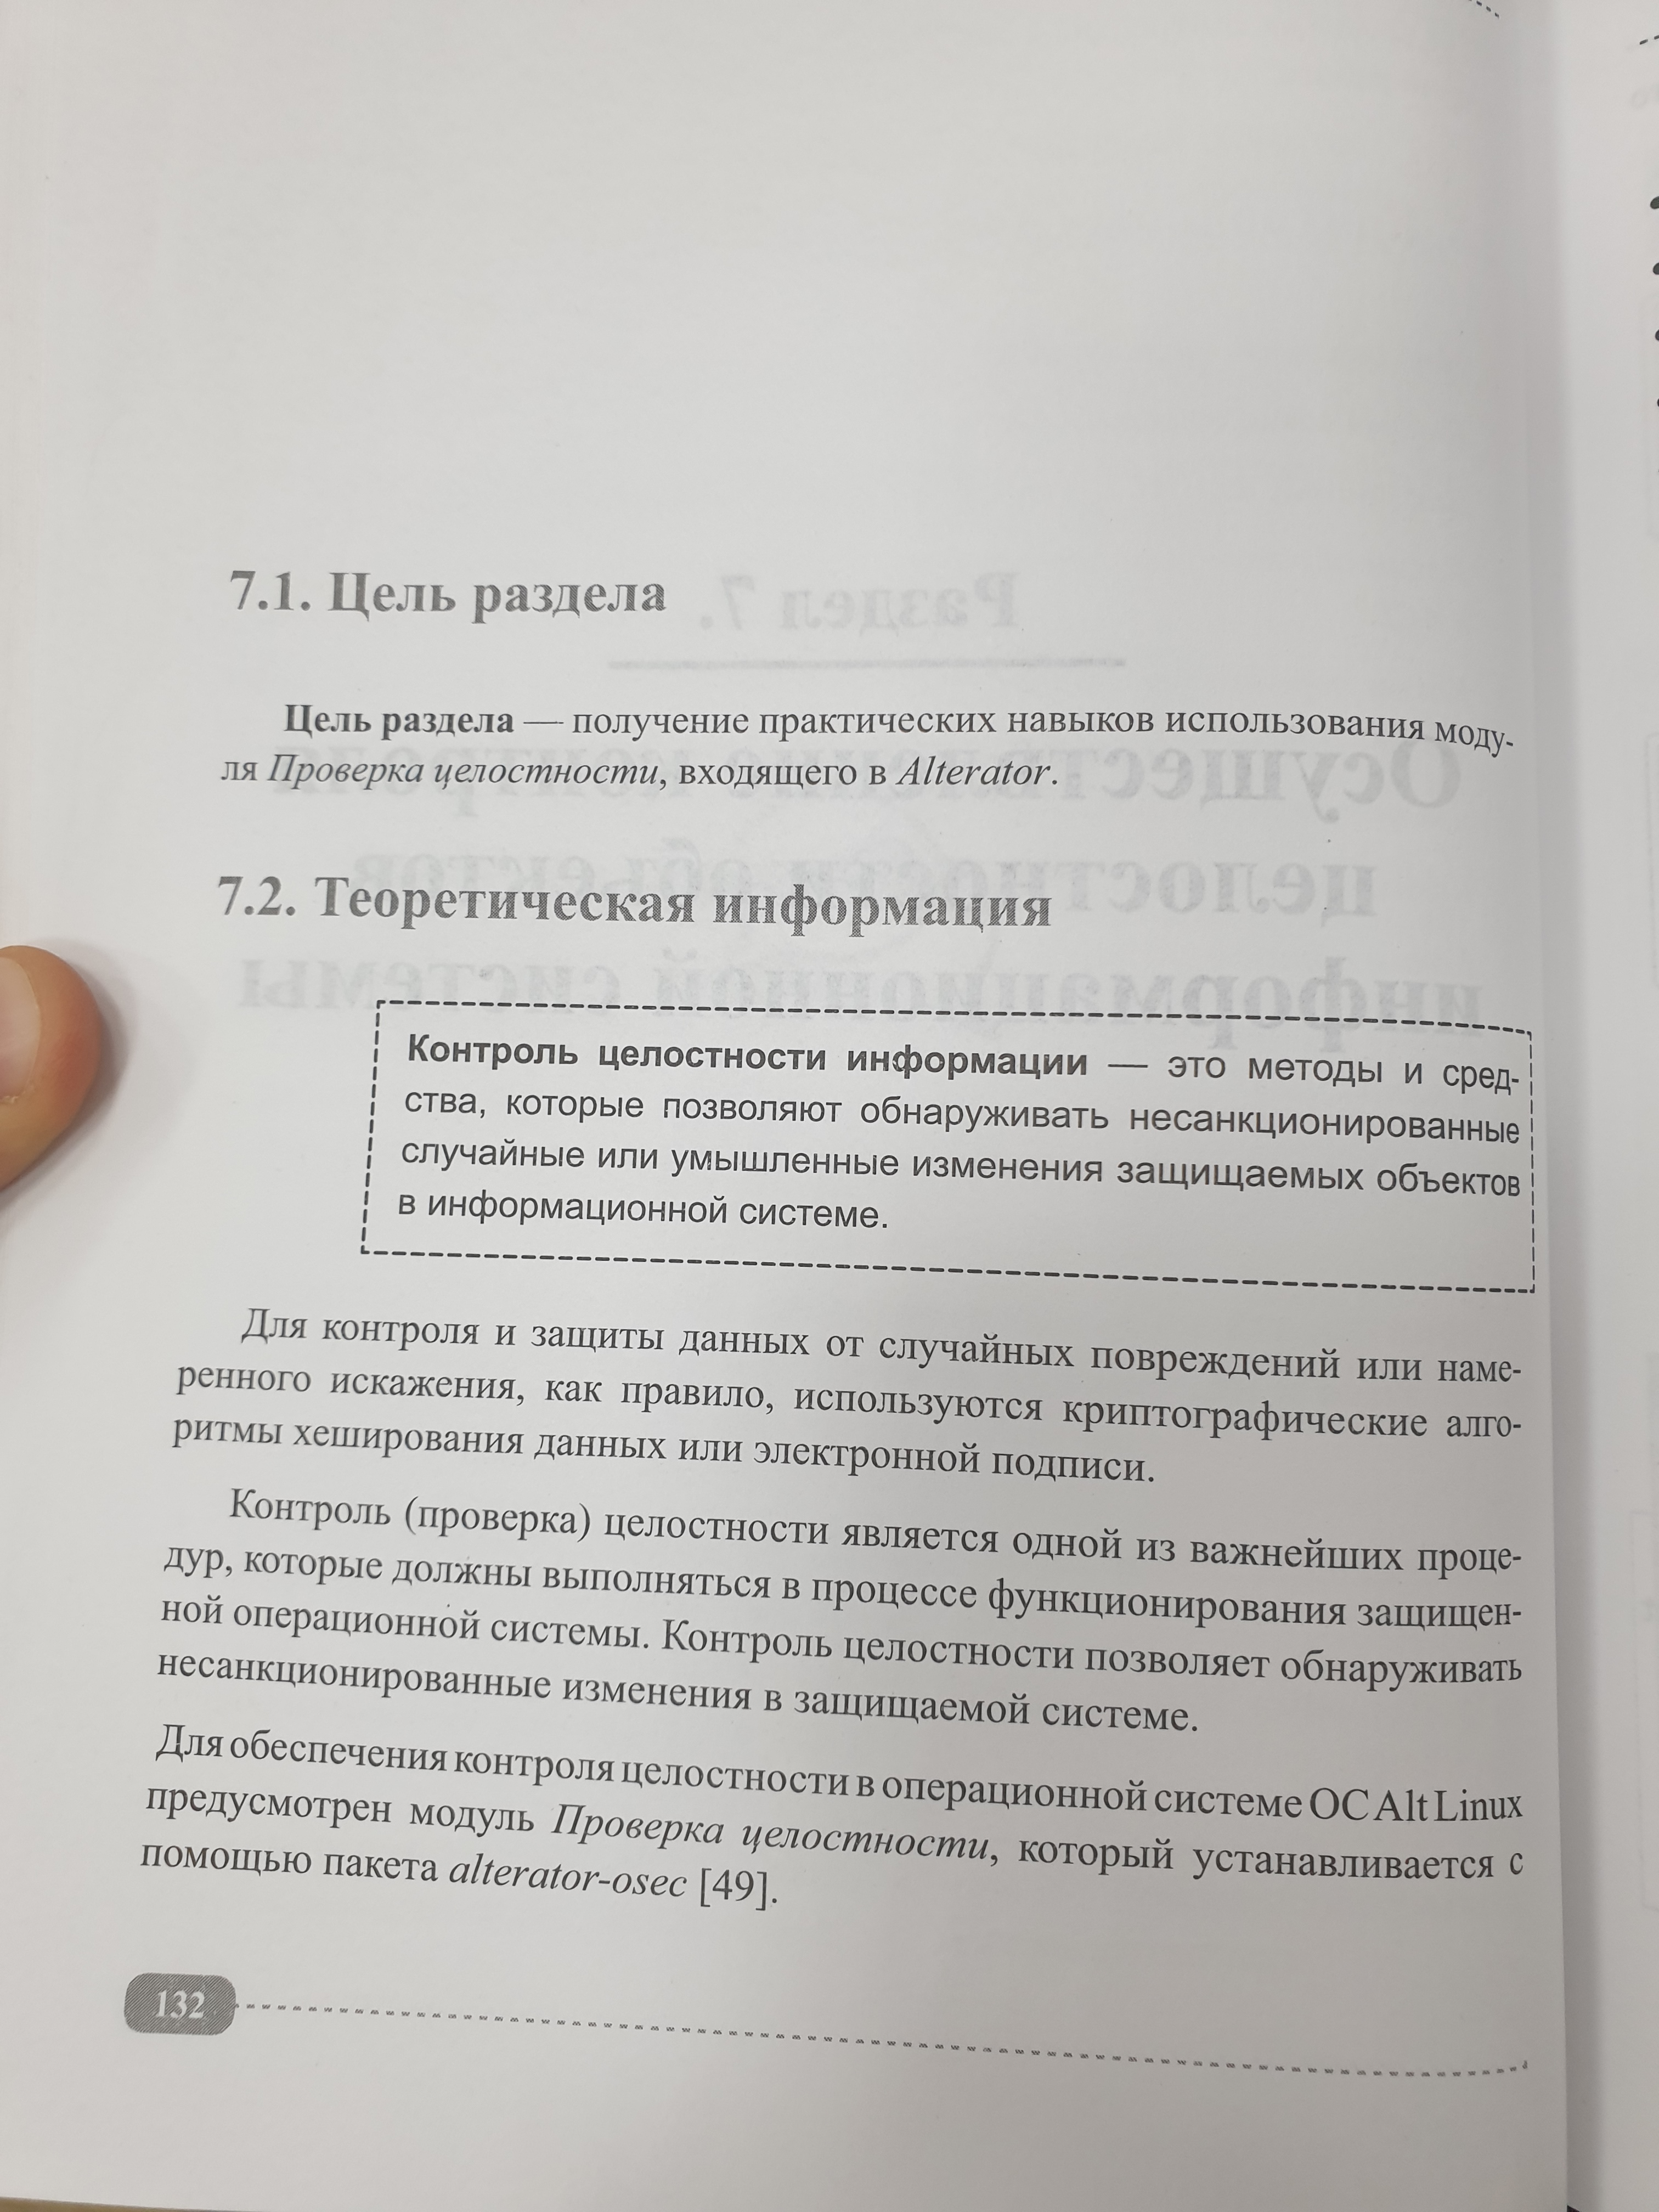 7.1. Цель раздела
Цель раздела — получение практических навыков использования моду-
ля Проверка целостности, входящего в Alterator.
7.2. Теоретическая информация
Контроль целостности информации — это методы и сред-
ства, которые позволяют обнаруживать несанкционированные
случайные или умышленные изменения защищаемых объектов
в информационной системе.
Для контроля и защиты данных от случайных повреждений или наме-
ренного искажения, как правило, используются криптографические алго-
ритмы хеширования данных или электронной подписи.
Контроль (проверка) целостности является одной из важнейших проце-
дур, которые должны выполняться в процессе функционирования защищен-
ной операционной системы. Контроль целостности позволяет обнаруживать
несанкционированные изменения в защищаемой системе.
Для обеспечения контроля целостности в операционной системе ОС Alt Linux
предусмотрен модуль Проверка целостности, который устанавливается с
помощью пакета alterator-osec [49].
132